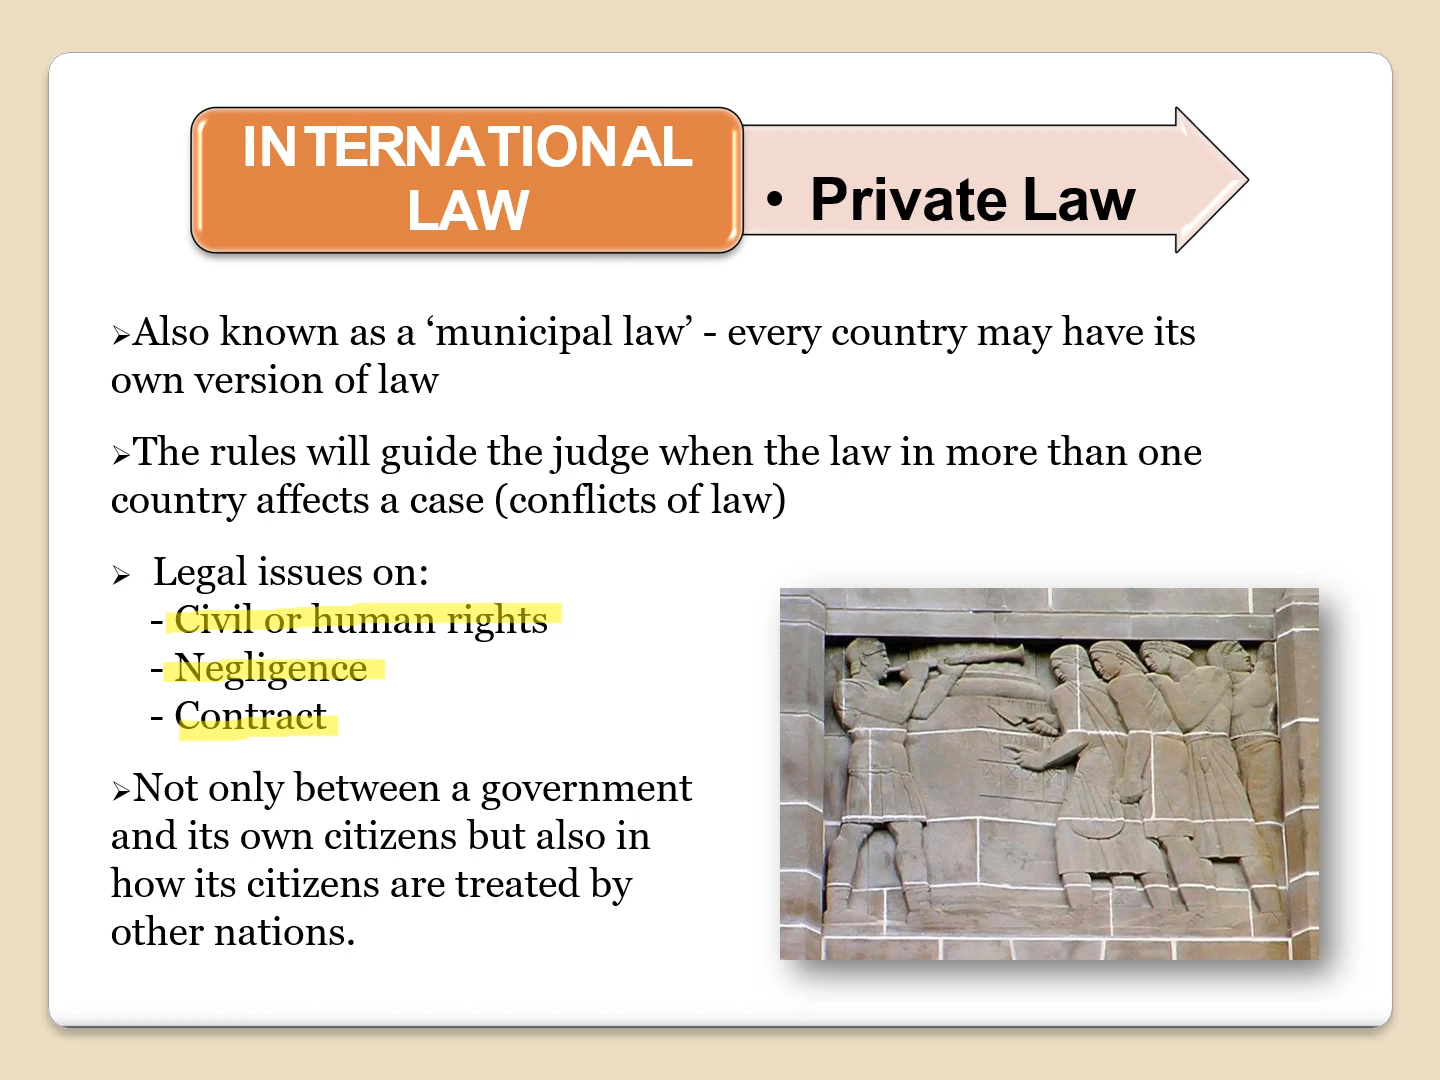 INTERNATIONAL
LAW
• Private Law
➢Also known as a ‘municipal law’ - every country may have its
own version of law
➢The rules will guide the judge when the law in more than one
country affects a case (conflicts of law)
➢ Legal issues on:
- Civil or human rights
- Negligence
- Contract
➢Not only between a government
and its own citizens but also in
how its citizens are treated by
other nations.